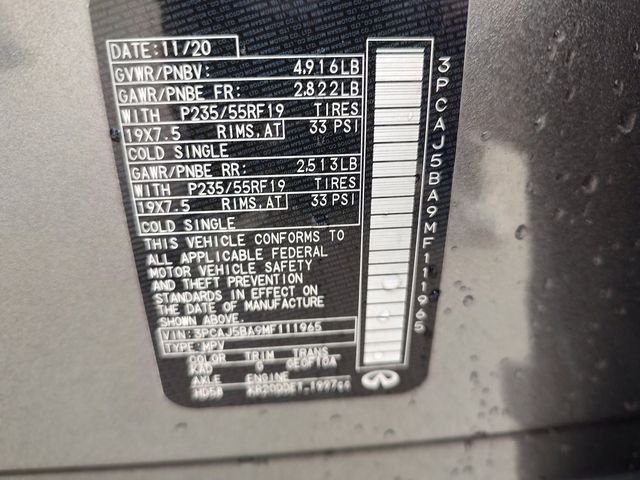 DATE: 11/20
GVWR/PNBV: 4,916LB
GAWR/PNBE FR: 2,822LB
WITH P235/55RF19 TIRES
19X7.5 RIMS,AT 33 PSI
COLD SINGLE
GAWR/PNBE RR: 2,513LB
WITH P235/55RF19 TIRES
19X7.5 RIMS,AT 33 PSI
COLD SINGLE
THIS VEHICLE CONFORMS TO
ALL APPLICABLE FEDERAL
MOTOR VEHICLE SAFETY
AND THEFT PREVENTION
STANDARDS IN EFFECT ON
THE DATE OF MANUFACTURE
SHOWN ABOVE.
VIN: 3PCAJ5BA9MF111965
TYPE: MPV
COLOR TRIM TRANS
KAD G
AXLE ENGINE
3PCAJ5BA9MF111965